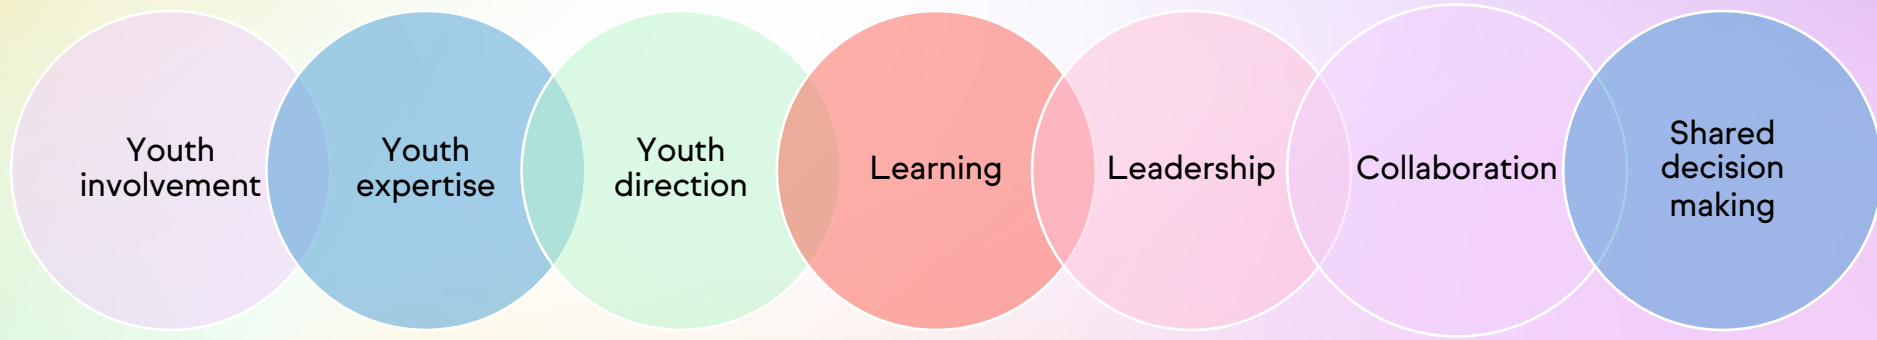 Youth
involvement
Youth
expertise
Youth
direction
Learning
Leadership
Collaboration
Shared
decision
making